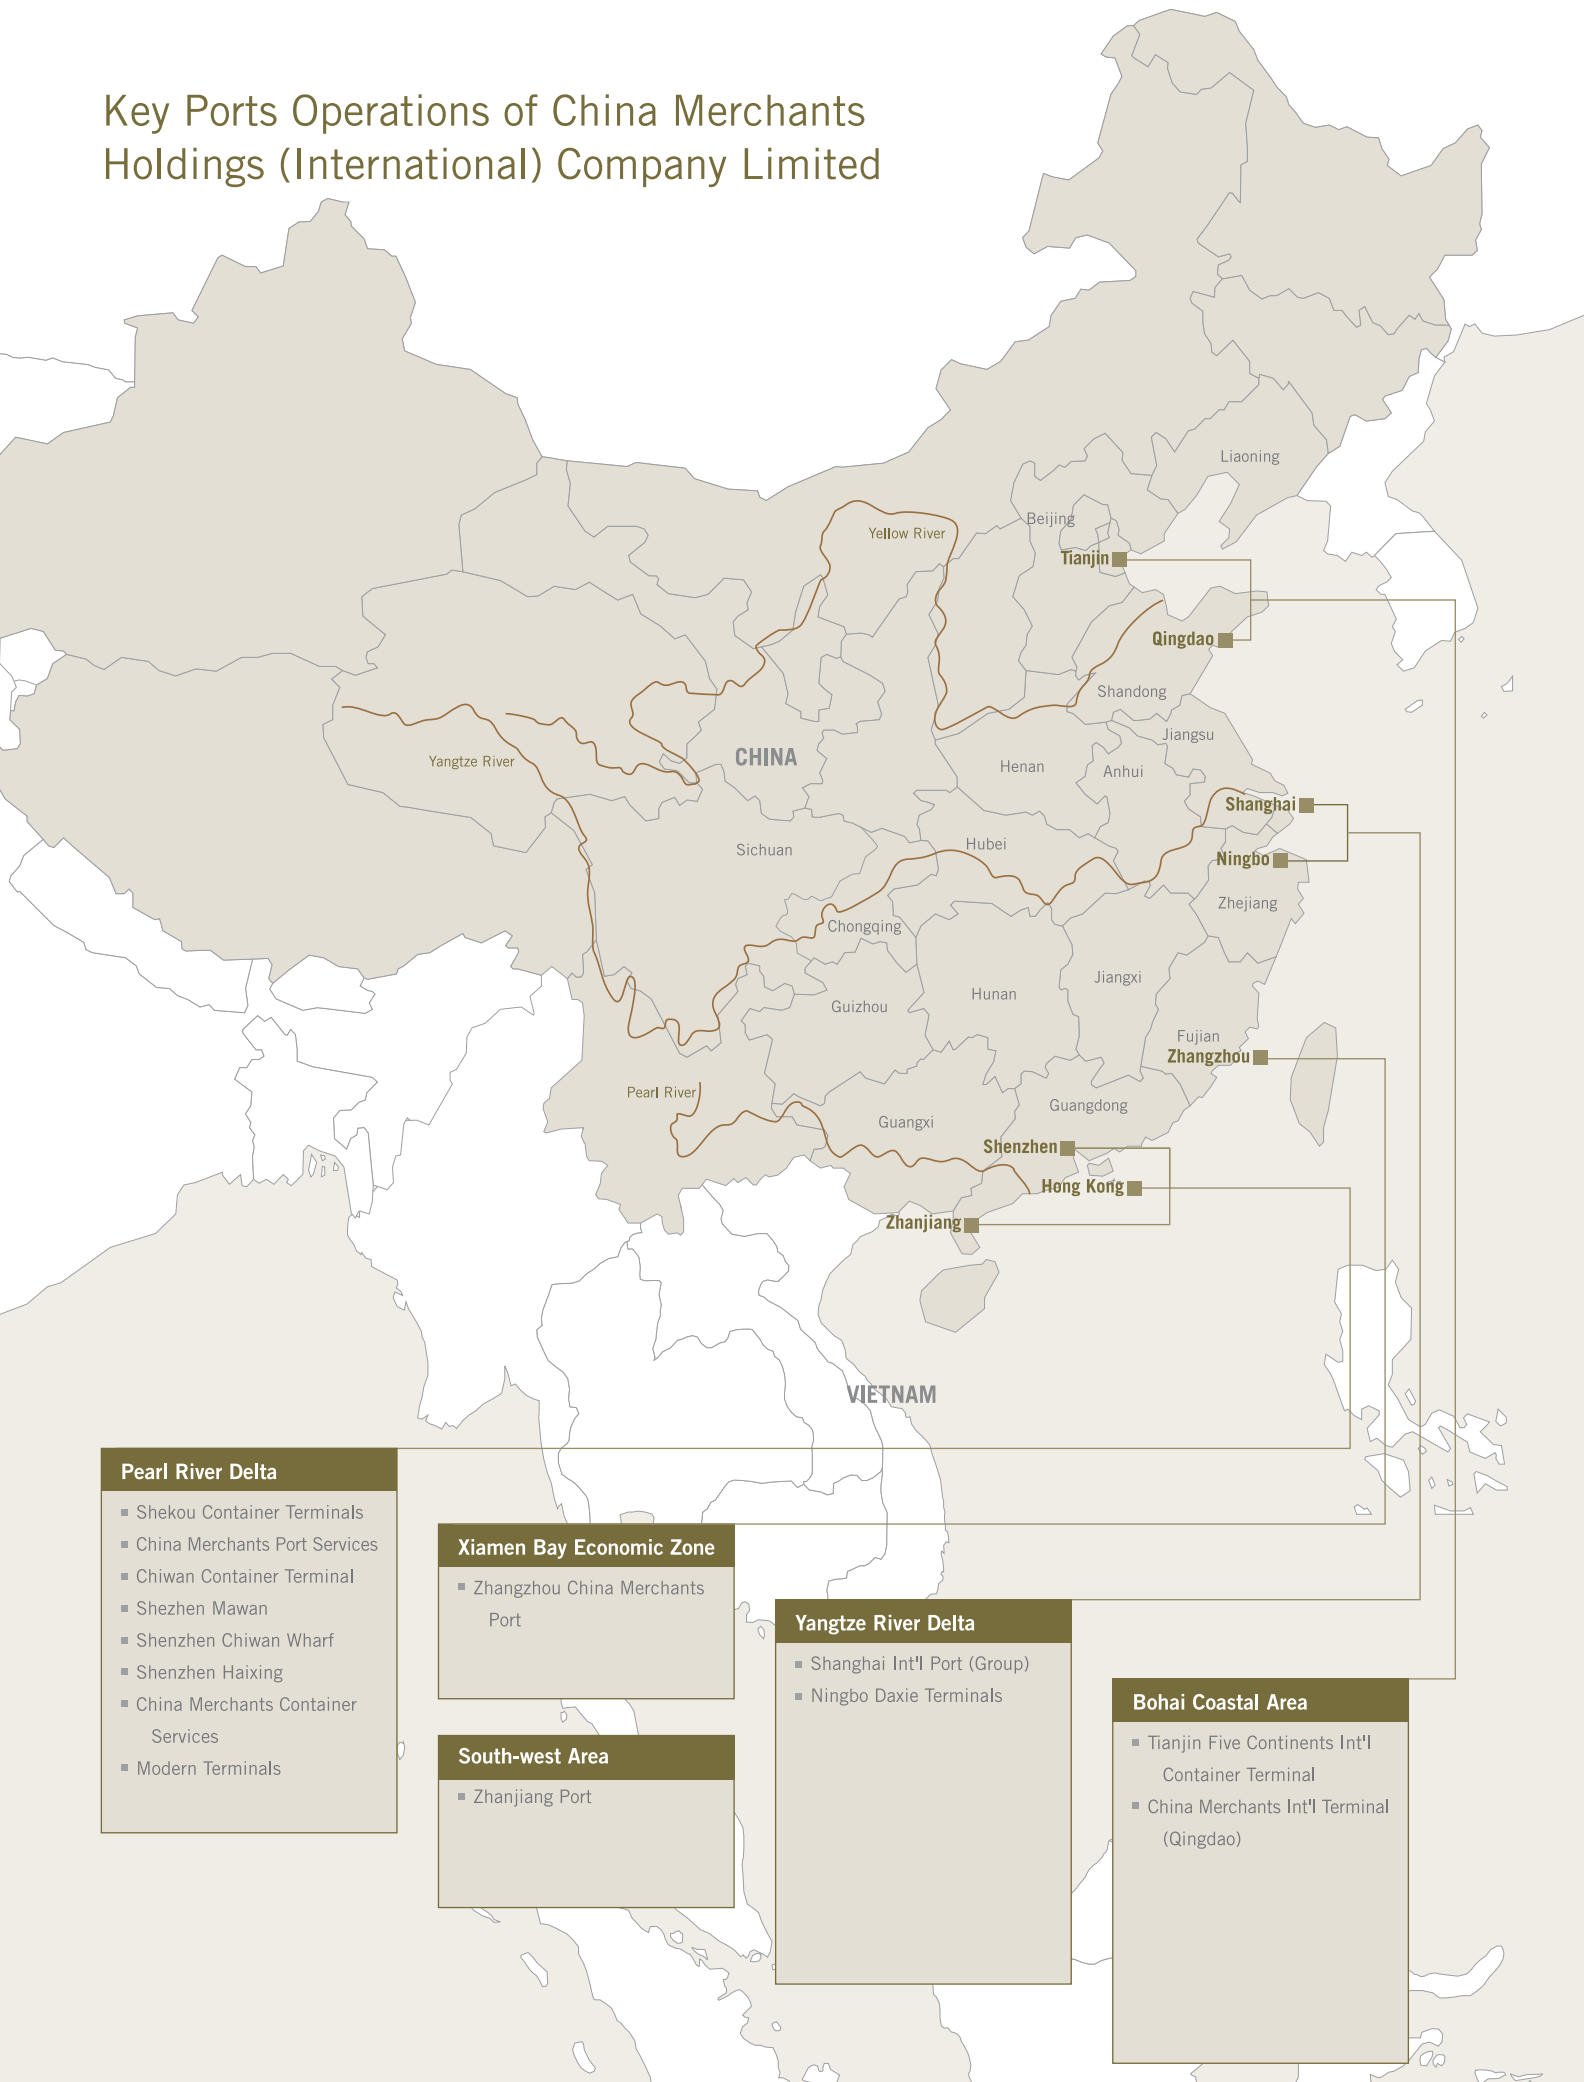 Key Ports Operations of China Merchants
Holdings (International) Company Limited
Liaoning
Beijing
Yellow River
Tianjin
Qingdao
Shandong
Jiangsu
CHINA
Yangtze River
Henan
Anhui
Shanghai
Hubei
Sichuan
Ningbo
Zhejiang
Chongqing
Jiangxi
Hunan
Guizhou
Fujian
Zhangzhou
Pearl River
Guangdong
Guangxi
Shenzhen
Hong Kong
Zhanjiang
VIETNAM
Pearl River Delta
Shekou Container Terminals
China Merchants Port Services
Chiwan Container Terminal
Shezhen Mawan
Shenzhen Chiwan Wharf
Shenzhen Haixing
China Merchants Container
Services
Modern Terminals
Xiamen Bay Economic Zone
Zhangzhou China Merchants
Port
South-west Area
Zhanjiang Port
Yangtze River Delta
Shanghai Int'l Port (Group)
Ningbo Daxie Terminals
Bohai Coastal Area
Tianjin Five Continents Int'l
Container Terminal
China Merchants Int'l Terminal
(Qingdao)